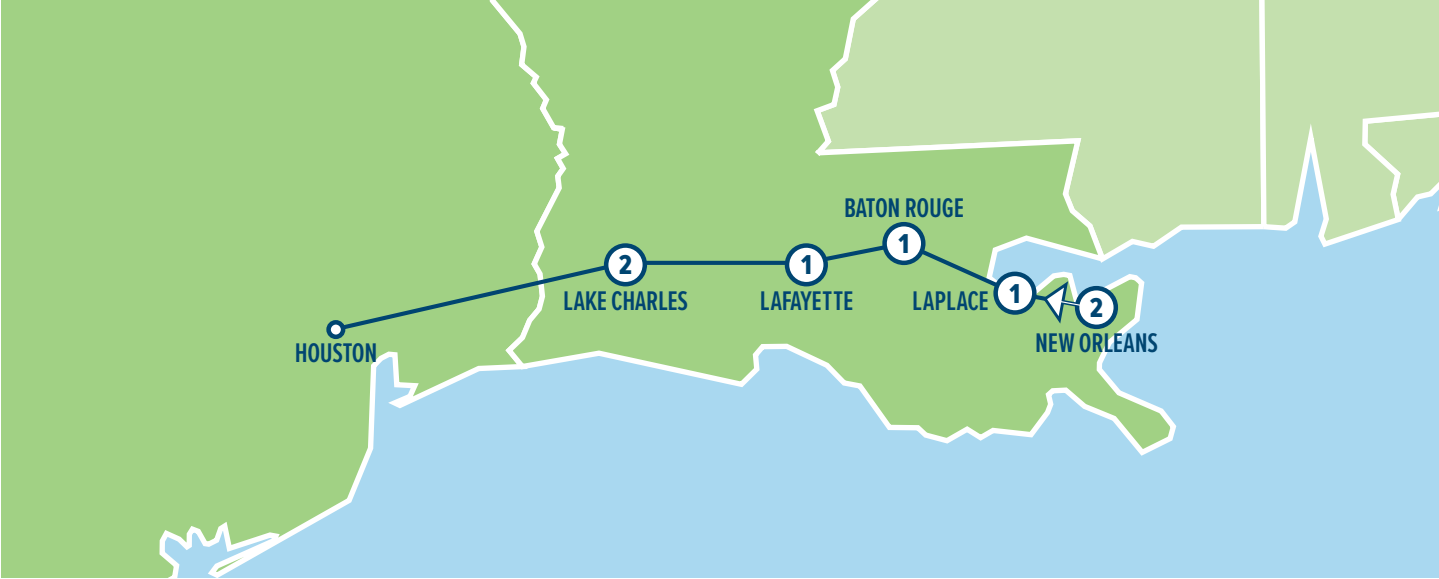 BATON ROUGE
1
2
1
LAKE CHARLES
LAFAYETTE
LAPLACE
1
2
HOUSTON
NEW ORLEANS